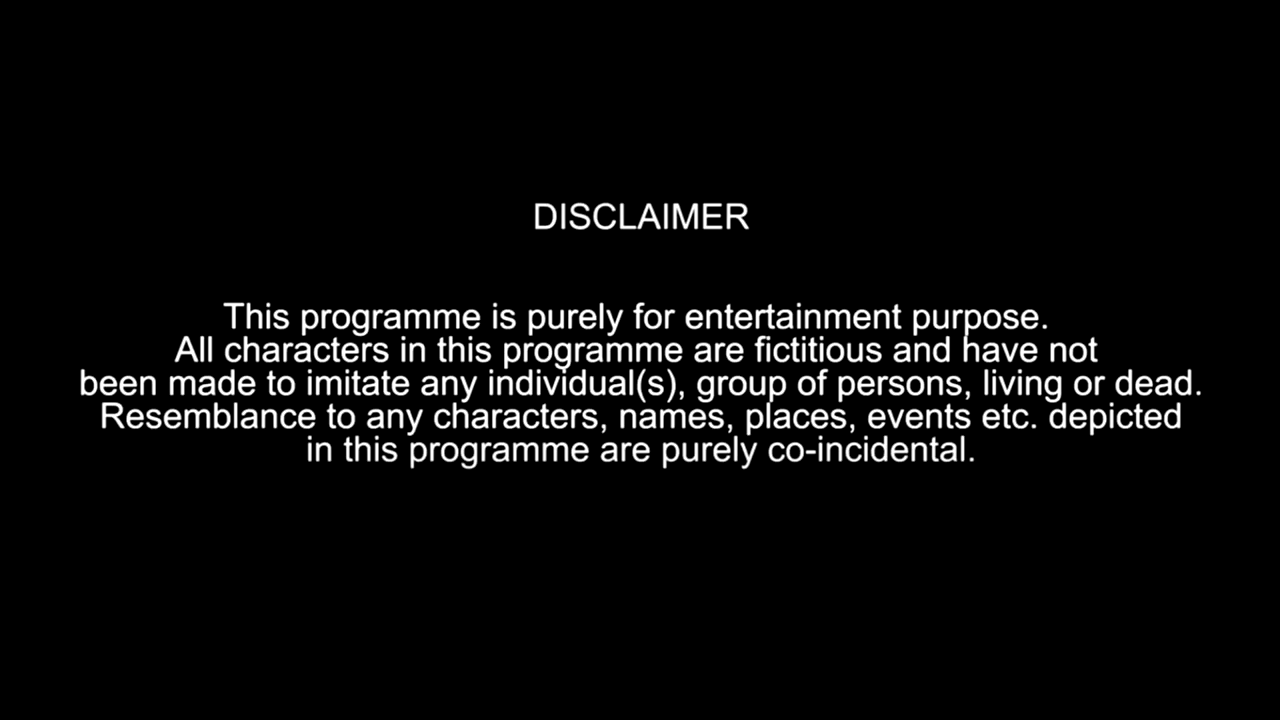 DISCLAIMER
This programme is purely for entertainment purpose.
All characters in this programme are fictitious and have not
been made to imitate any individual(s), group of persons, living or dead.
Resemblance to any characters, names, places, events etc. depicted
in this programme are purely co-incidental.